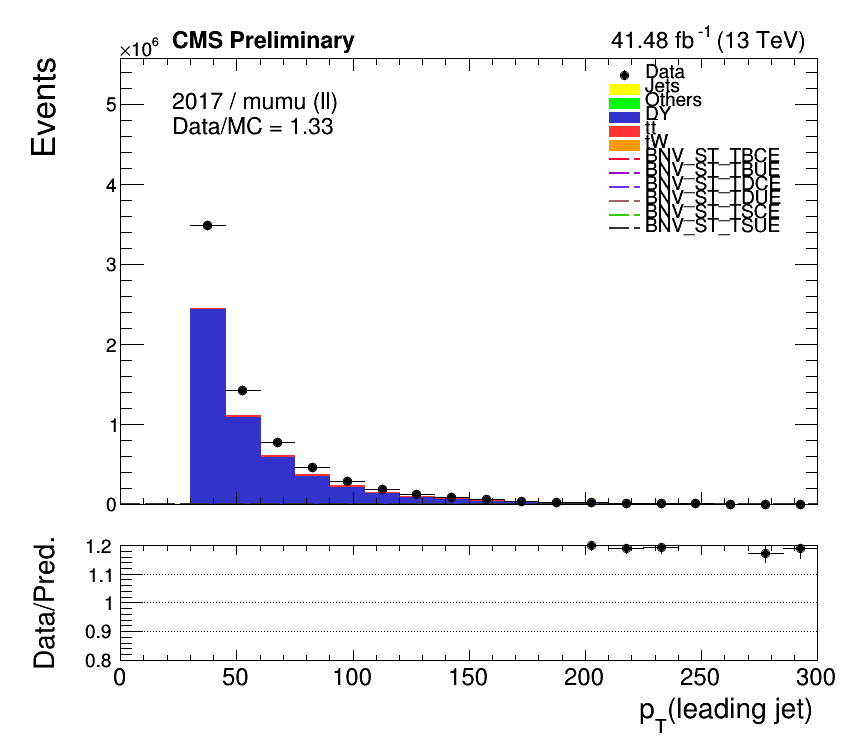 ×10⁶ CMS Preliminary 41.48 fb⁻¹ (13 TeV)
Events
2017 / mumu (ll)
Data/MC = 1.33
Data
Jets
Others
DY
tt
tW
BNV_ST_TBCE
BNV_ST_TBUE
BNV_ST_TDCE
BNV_ST_TDUE
BNV_ST_TSCE
BNV_ST_TSUE
5
4
3
2
1
0
Data/Pred.
1.2
1.1
1
0.9
0.8
0 50 100 150 200 250 300
p_T(leading jet)